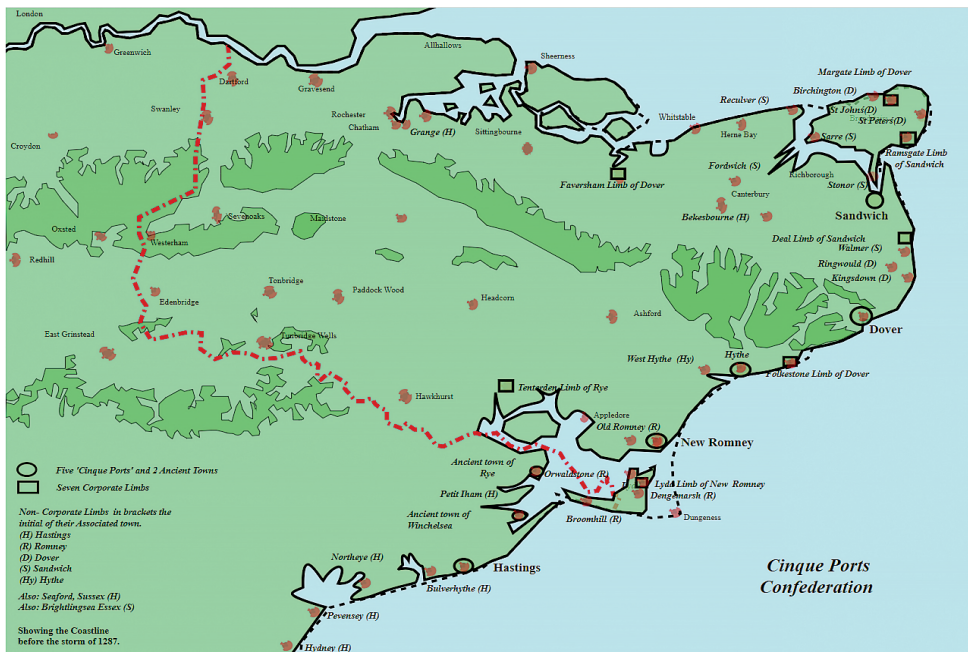 London
Greenwich
Dartford
Gravesend
Swanley
Croydon
Allhallows
Sheerness
Rochester
Chatham
Grange (H)
Sittingbourne
Whitstable
Reculver (S)
Herne Bay
Margate Limb of Dover
Birchington (D)
St Johns(D)
St Peters(D)
Sarre (S)
Ramsgate Limb
of Sandwich
Richborough
Stonor (S)
Fordwich (S)
Canterbury
Bekesbourne (H)
Faversham Limb of Dover
Sandwich
Deal Limb of Sandwich
Walmer (S)
Ringwould (D)
Kingsdown (D)
Dover
Oxsted
Sevenoaks
Westerham
Maidstone
Redhill
Edenbridge
Tonbridge
Paddock Wood
Headcorn
Ashford
East Grinstead
Tunbridge Wells
Hawkhurst
West Hythe (Hy)
Hythe
Folkestone Limb of Dover
Tenterden Limb of Rye
Appledore
Old Romney (R)
New Romney
Ancient town of
Rye
Orwaldstone (R)
Lydd Limb of New Romney
Dengemarsh (R)
Petit Iham (H)
Ancient town of
Winchelsea
Broomhill (R)
Dungeness
Hastings
Northeye (H)
Bulverhythe (H)
Pevensey (H)
Hydney (H)
Five 'Cinque Ports' and 2 Ancient Towns
Seven Corporate Limbs
Non- Corporate Limbs in brackets the
initial of their Associated town.
(H) Hastings
(R) Romney
(D) Dover
(S) Sandwich
(Hy) Hythe
Also: Seaford, Sussex (H)
Also: Brightlingsea Essex (S)
Showing the Coastline
before the storm of 1287.
Cinque Ports
Confederation